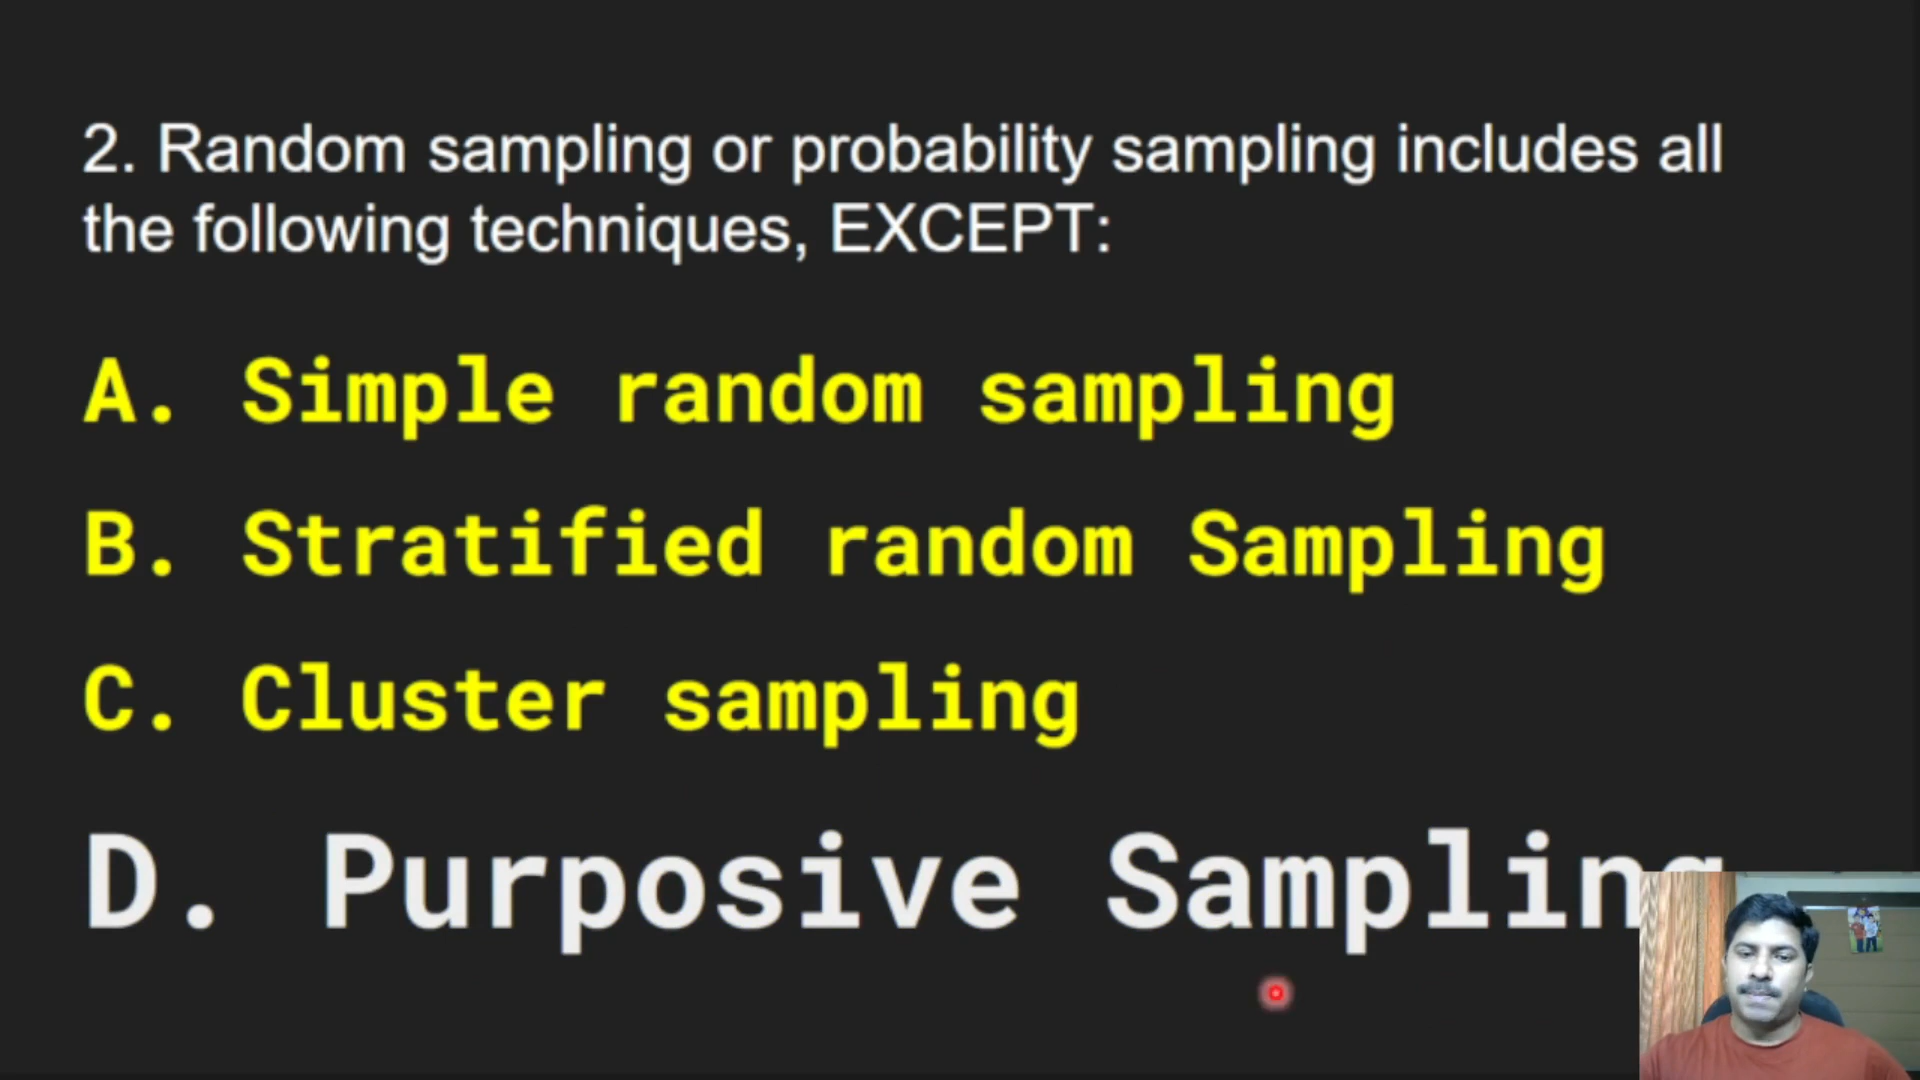 2. Random sampling or probability sampling includes all
the following techniques, EXCEPT:
A. Simple random sampling
B. Stratified random Sampling
C. Cluster sampling
D. Purposive Sampling